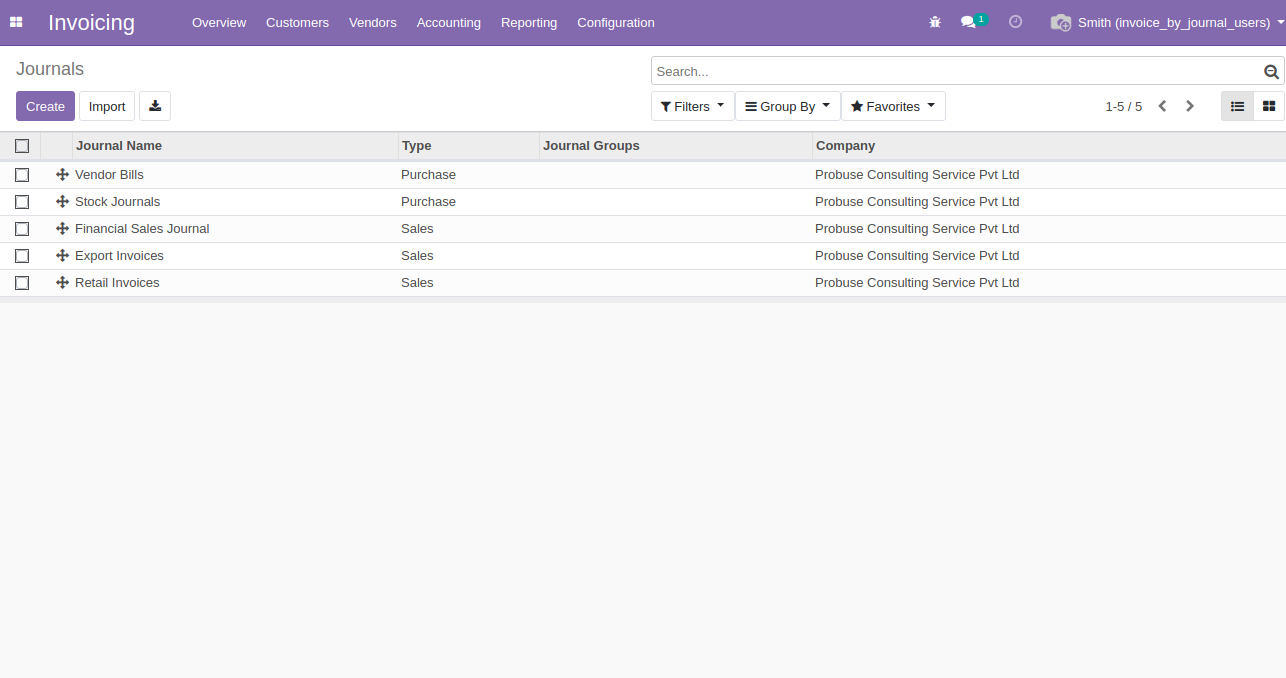 Invoicing Overview Customers Vendors Accounting Reporting Configuration 1 Smith (invoice_by_journal_users)
Journals
Search...
Create Import Filters Group By Favorites 1-5 / 5
Journal Name Type Journal Groups Company
Vendor Bills Purchase Probuse Consulting Service Pvt Ltd
Stock Journals Purchase Probuse Consulting Service Pvt Ltd
Financial Sales Journal Sales Probuse Consulting Service Pvt Ltd
Export Invoices Sales Probuse Consulting Service Pvt Ltd
Retail Invoices Sales Probuse Consulting Service Pvt Ltd